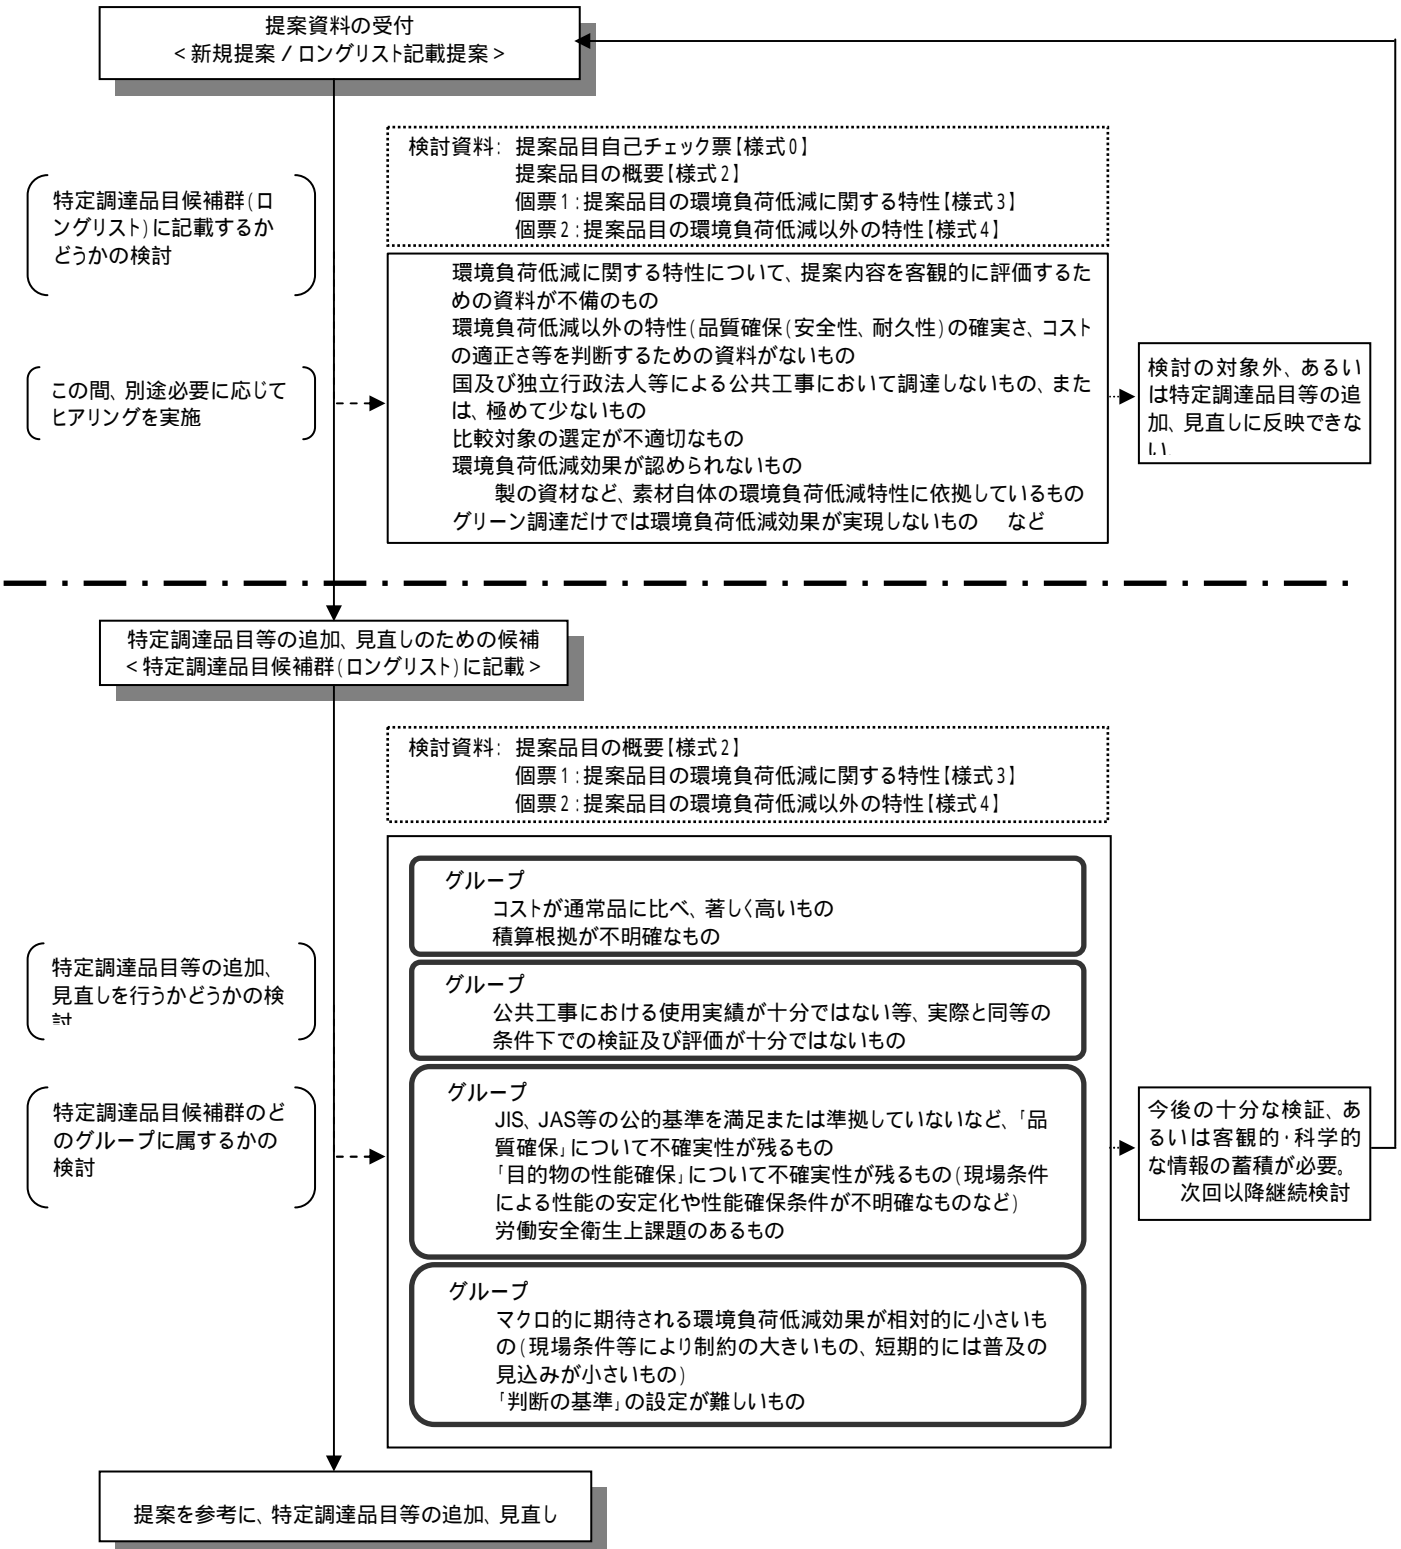 提案資料の受付
<新規提案/ロングリスト記載提案>
検討資料: 提案品目自己チェック票【様式0】
提案品目の概要【様式2】
個票1:提案品目の環境負荷低減に関する特性【様式3】
個票2:提案品目の環境負荷低減以外の特性【様式4】
特定調達品目候補群(ロ
ングリスト)に記載するか
どうかの検討
環境負荷低減に関する特性について、提案内容を客観的に評価するた
めの資料が不備のもの
環境負荷低減以外の特性(品質確保(安全性、耐久性)の確実さ、コスト
の適正さ等を判断するための資料がないもの
国及び独立行政法人等による公共工事において調達しないもの、また
は、極めて少ないもの
比較対象の選定が不適切なもの
環境負荷低減効果が認められないもの
製の資材など、素材自体の環境負荷低減特性に依拠しているもの
グリーン調達だけでは環境負荷低減効果が実現しないもの など
この間、別途必要に応じて
ヒアリングを実施
検討の対象外、あるい
は特定調達品目等の追
加、見直しに反映できな
い
特定調達品目等の追加、見直しのための候補
<特定調達品目候補群(ロングリスト)に記載>
検討資料: 提案品目の概要【様式2】
個票1:提案品目の環境負荷低減に関する特性【様式3】
個票2:提案品目の環境負荷低減以外の特性【様式4】
グループ
コストが通常品に比べ、著しく高いもの
積算根拠が不明確なもの
グループ
公共工事における使用実績が十分ではない等、実際と同等の
条件下での検証及び評価が十分ではないもの
グループ
JIS、JAS等の公的基準を満足または準拠していないなど、「品
質確保」について不確実性が残るもの
「目的物の性能確保」について不確実性が残るもの(現場条件
による性能の安定化や性能確保条件が不明確なものなど)
労働安全衛生上課題のあるもの
グループ
マクロ的に期待される環境負荷低減効果が相対的に小さいも
の(現場条件等により制約の大きいもの、短期的には普及の
見込みが小さいもの)
「判断の基準」の設定が難しいもの
特定調達品目等の追加、
見直しを行うかどうかの検
討
特定調達品目候補群のど
のグループに属するかの
検討
今後の十分な検証、あ
るいは客観的・科学的
な情報の蓄積が必要。
次回以降継続検討
提案を参考に、特定調達品目等の追加、見直し